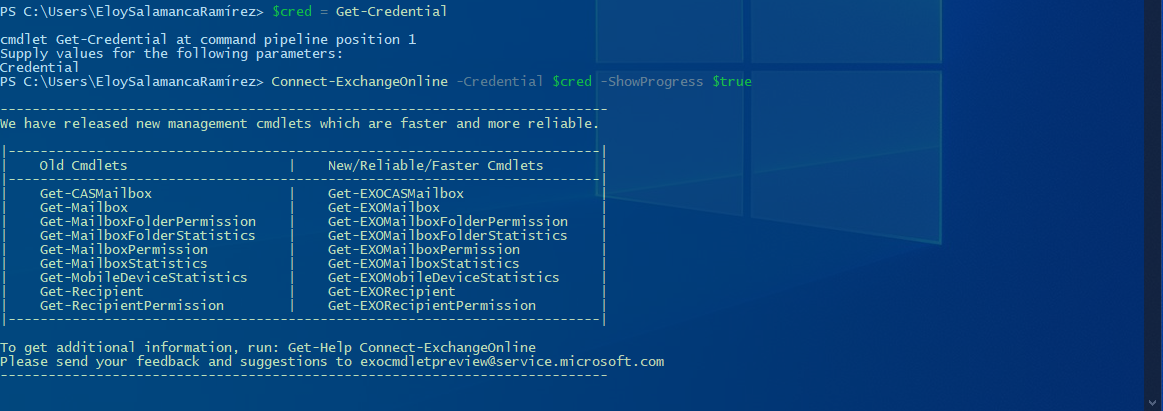 PS C:\Users\EloySalamancaRamírez> $cred = Get-Credential
cmdlet Get-Credential at command pipeline position 1
Supply values for the following parameters:
Credential
PS C:\Users\EloySalamancaRamírez> Connect-ExchangeOnline -Credential $cred -ShowProgress $true
----------------------------------------------------------------------------
We have released new management cmdlets which are faster and more reliable.
|--------------------------------------------------------------------------|
|    Old Cmdlets                    |    New/Reliable/Faster Cmdlets       |
|--------------------------------------------------------------------------|
|    Get-CASMailbox                 |    Get-EXOCASMailbox                 |
|    Get-Mailbox                    |    Get-EXOMailbox                    |
|    Get-MailboxFolderPermission    |    Get-EXOMailboxFolderPermission    |
|    Get-MailboxFolderStatistics    |    Get-EXOMailboxFolderStatistics    |
|    Get-MailboxPermission          |    Get-EXOMailboxPermission          |
|    Get-MailboxStatistics          |    Get-EXOMailboxStatistics          |
|    Get-MobileDeviceStatistics     |    Get-EXOMobileDeviceStatistics     |
|    Get-Recipient                  |    Get-EXORecipient                  |
|    Get-RecipientPermission        |    Get-EXORecipientPermission        |
|--------------------------------------------------------------------------|
To get additional information, run: Get-Help Connect-ExchangeOnline
Please send your feedback and suggestions to exocmdletpreview@service.microsoft.com
----------------------------------------------------------------------------